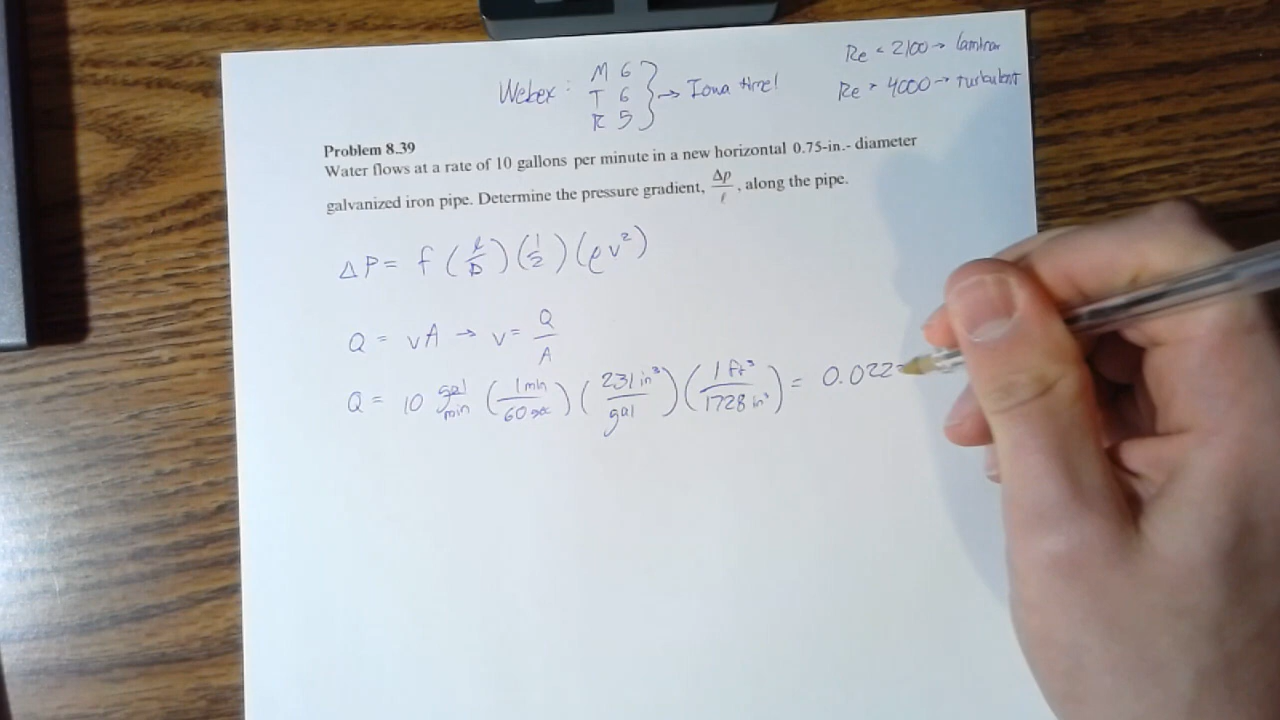 Webex: M 6
T 6
R 5
→ Iowa time!
Re < 2100 → laminar
Re > 4000 → turbulent
Problem 8.39
Water flows at a rate of 10 gallons per minute in a new horizontal 0.75-in.- diameter
galvanized iron pipe. Determine the pressure gradient, Δp/ℓ, along the pipe.
ΔP = f (ℓ/D) (1/2) (ρv²)
Q = vA → v = Q/A
Q = 10 gal/min (1 min/60 sec) (231 in³/gal) (1 ft³/1728 in³) = 0.022